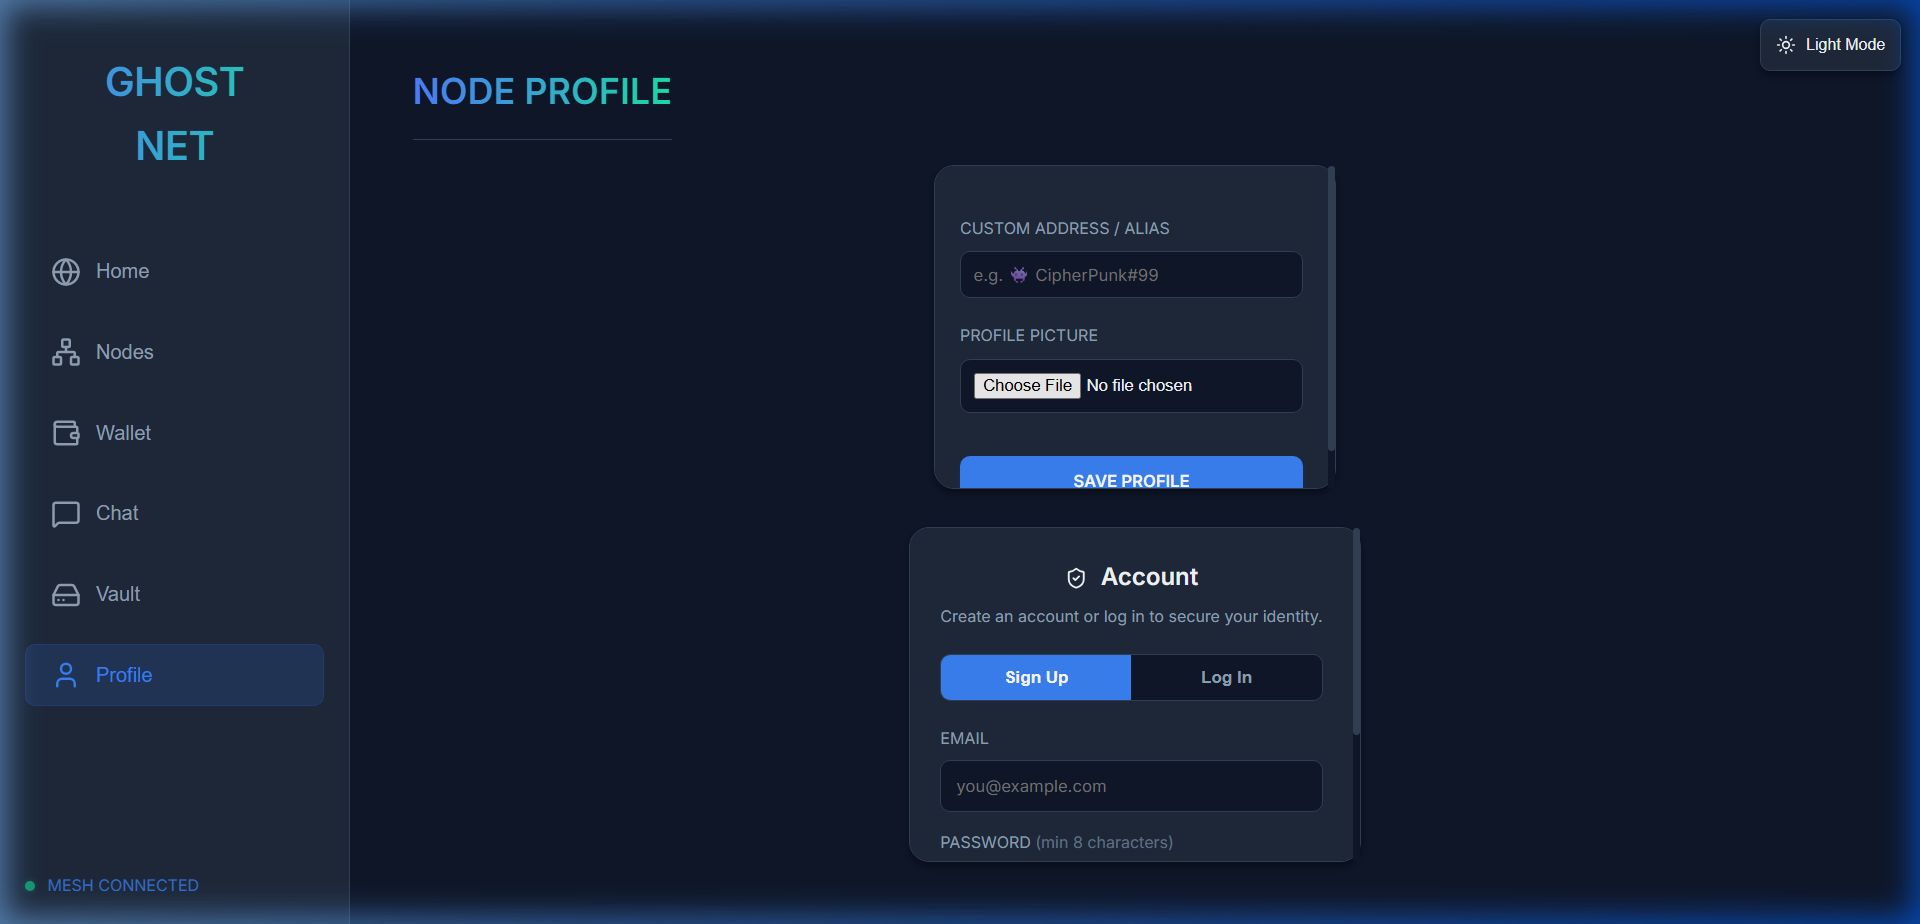 GHOST
NET
Home
Nodes
Wallet
Chat
Vault
Profile
MESH CONNECTED
Light Mode
NODE PROFILE
CUSTOM ADDRESS / ALIAS
e.g. 👾 CipherPunk#99
PROFILE PICTURE
Choose File No file chosen
SAVE PROFILE
Account
Create an account or log in to secure your identity.
Sign Up Log In
EMAIL
you@example.com
PASSWORD (min 8 characters)